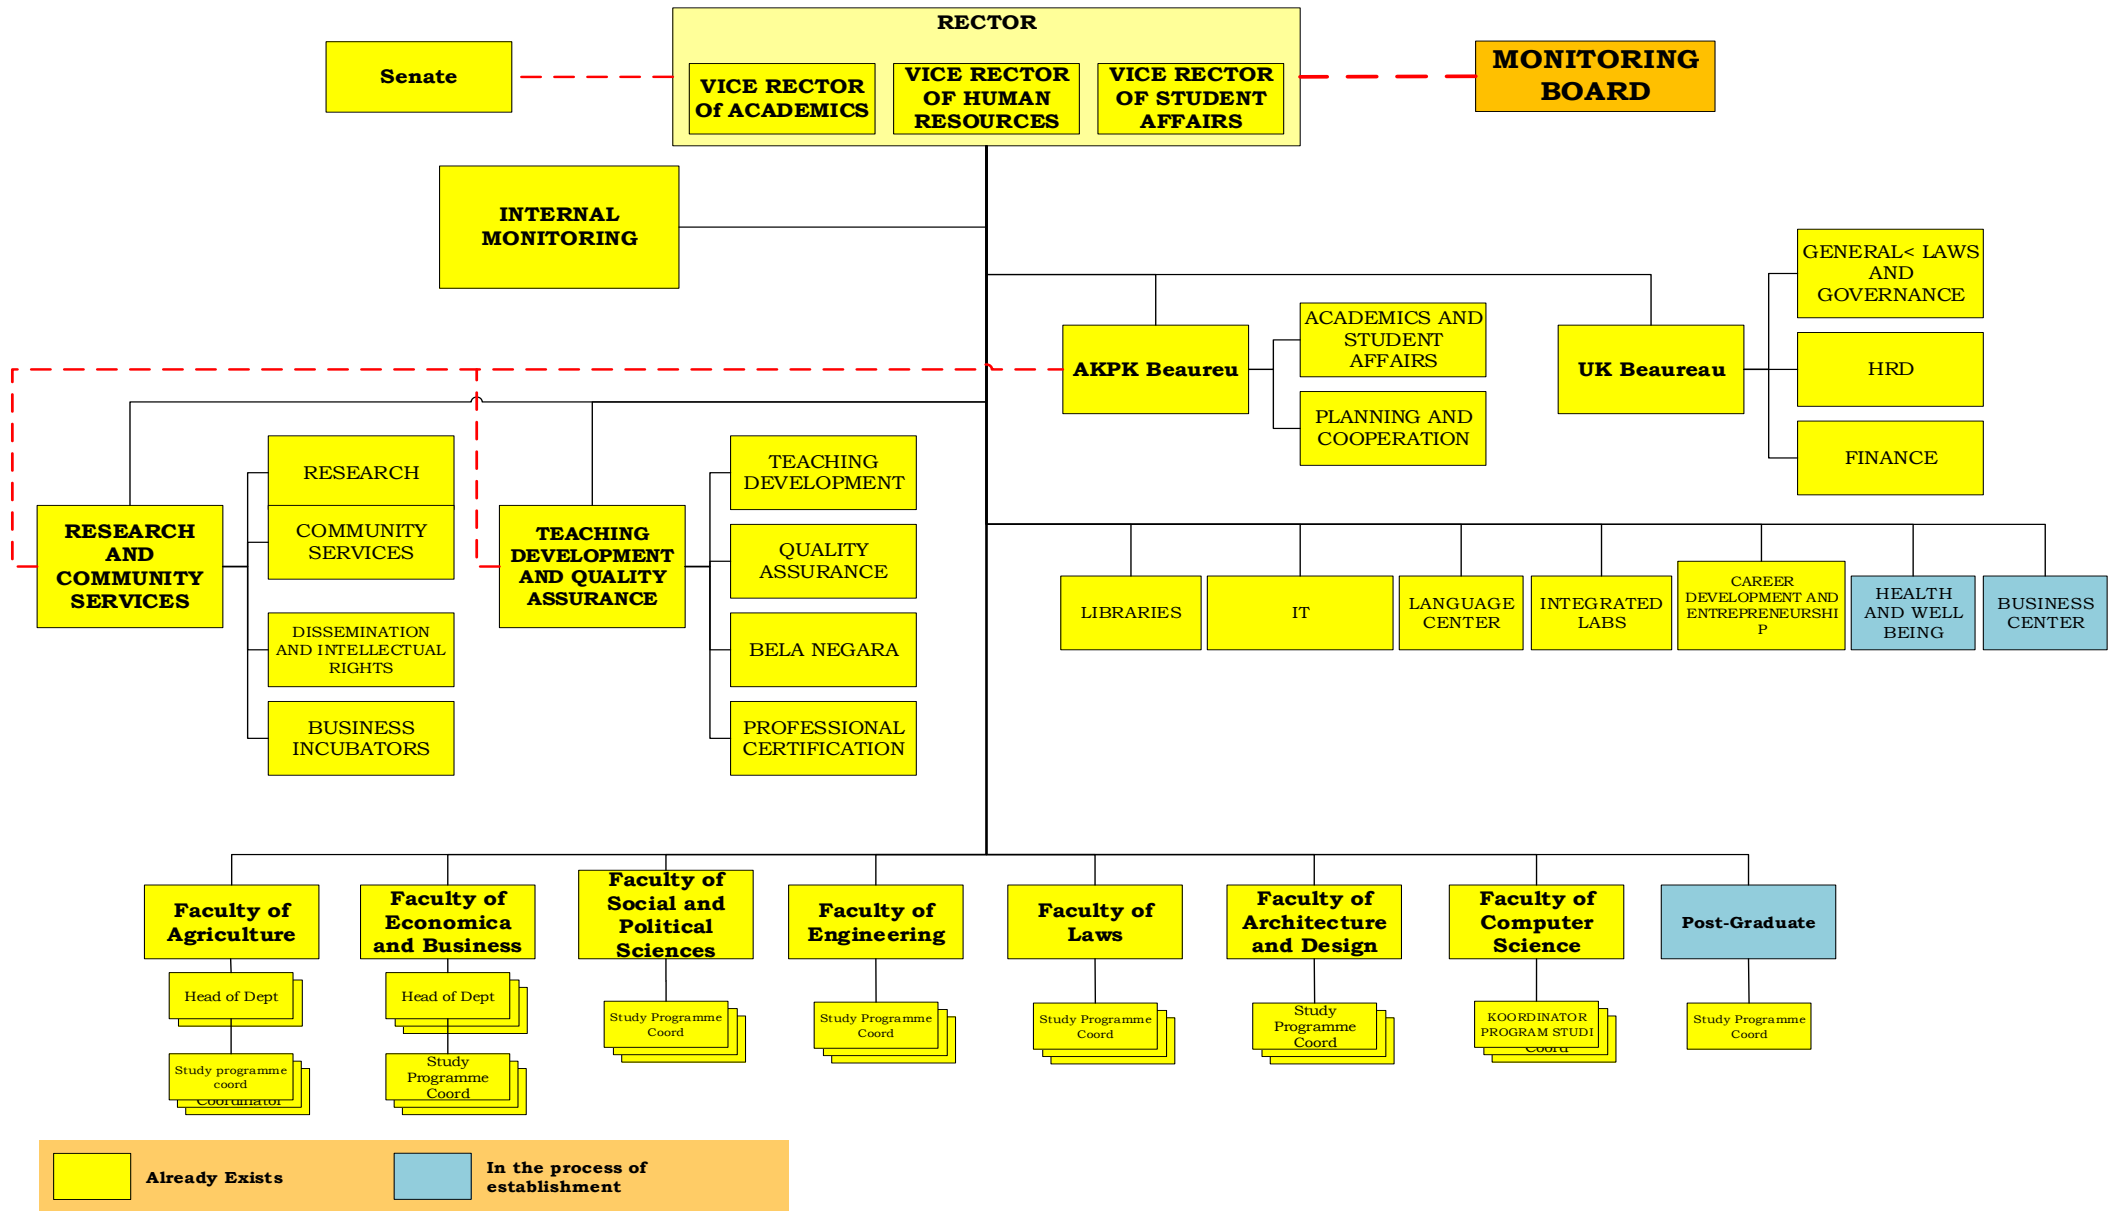 RECTOR
Senate
VICE RECTOR
Of ACADEMICS
VICE RECTOR
OF HUMAN
RESOURCES
VICE RECTOR
OF STUDENT
AFFAIRS
MONITORING
BOARD
INTERNAL
MONITORING
GENERAL< LAWS
AND
GOVERNANCE
ACADEMICS AND
STUDENT
AFFAIRS
AKPK Beaureu
UK Beaureau
HRD
PLANNING AND
COOPERATION
FINANCE
RESEARCH
COMMUNITY
SERVICES
RESEARCH
AND
COMMUNITY
SERVICES
DISSEMINATION
AND INTELLECTUAL
RIGHTS
BUSINESS
INCUBATORS
TEACHING
DEVELOPMENT
TEACHING
DEVELOPMENT
AND QUALITY
ASSURANCE
QUALITY
ASSURANCE
BELA NEGARA
PROFESSIONAL
CERTIFICATION
LIBRARIES
IT
LANGUAGE
CENTER
INTEGRATED
LABS
CAREER
DEVELOPMENT AND
ENTREPRENEURSHI
P
HEALTH
AND WELL
BEING
BUSINESS
CENTER
Faculty of
Agriculture
Faculty of
Economica
and Business
Faculty of
Social and
Political
Sciences
Faculty of
Engineering
Faculty of
Laws
Faculty of
Architecture
and Design
Faculty of
Computer
Science
Post-Graduate
Head of Dept
Head of Dept
Study Programme
Coord
Study Programme
Coord
Study Programme
Coord
Study
Programme
Coord
KOORDINATOR
PROGRAM STUDI
Coord
Study Programme
Coord
Study programme
coord
Coordinator
Study
Programme
Coord
Already Exists
In the process of
establishment